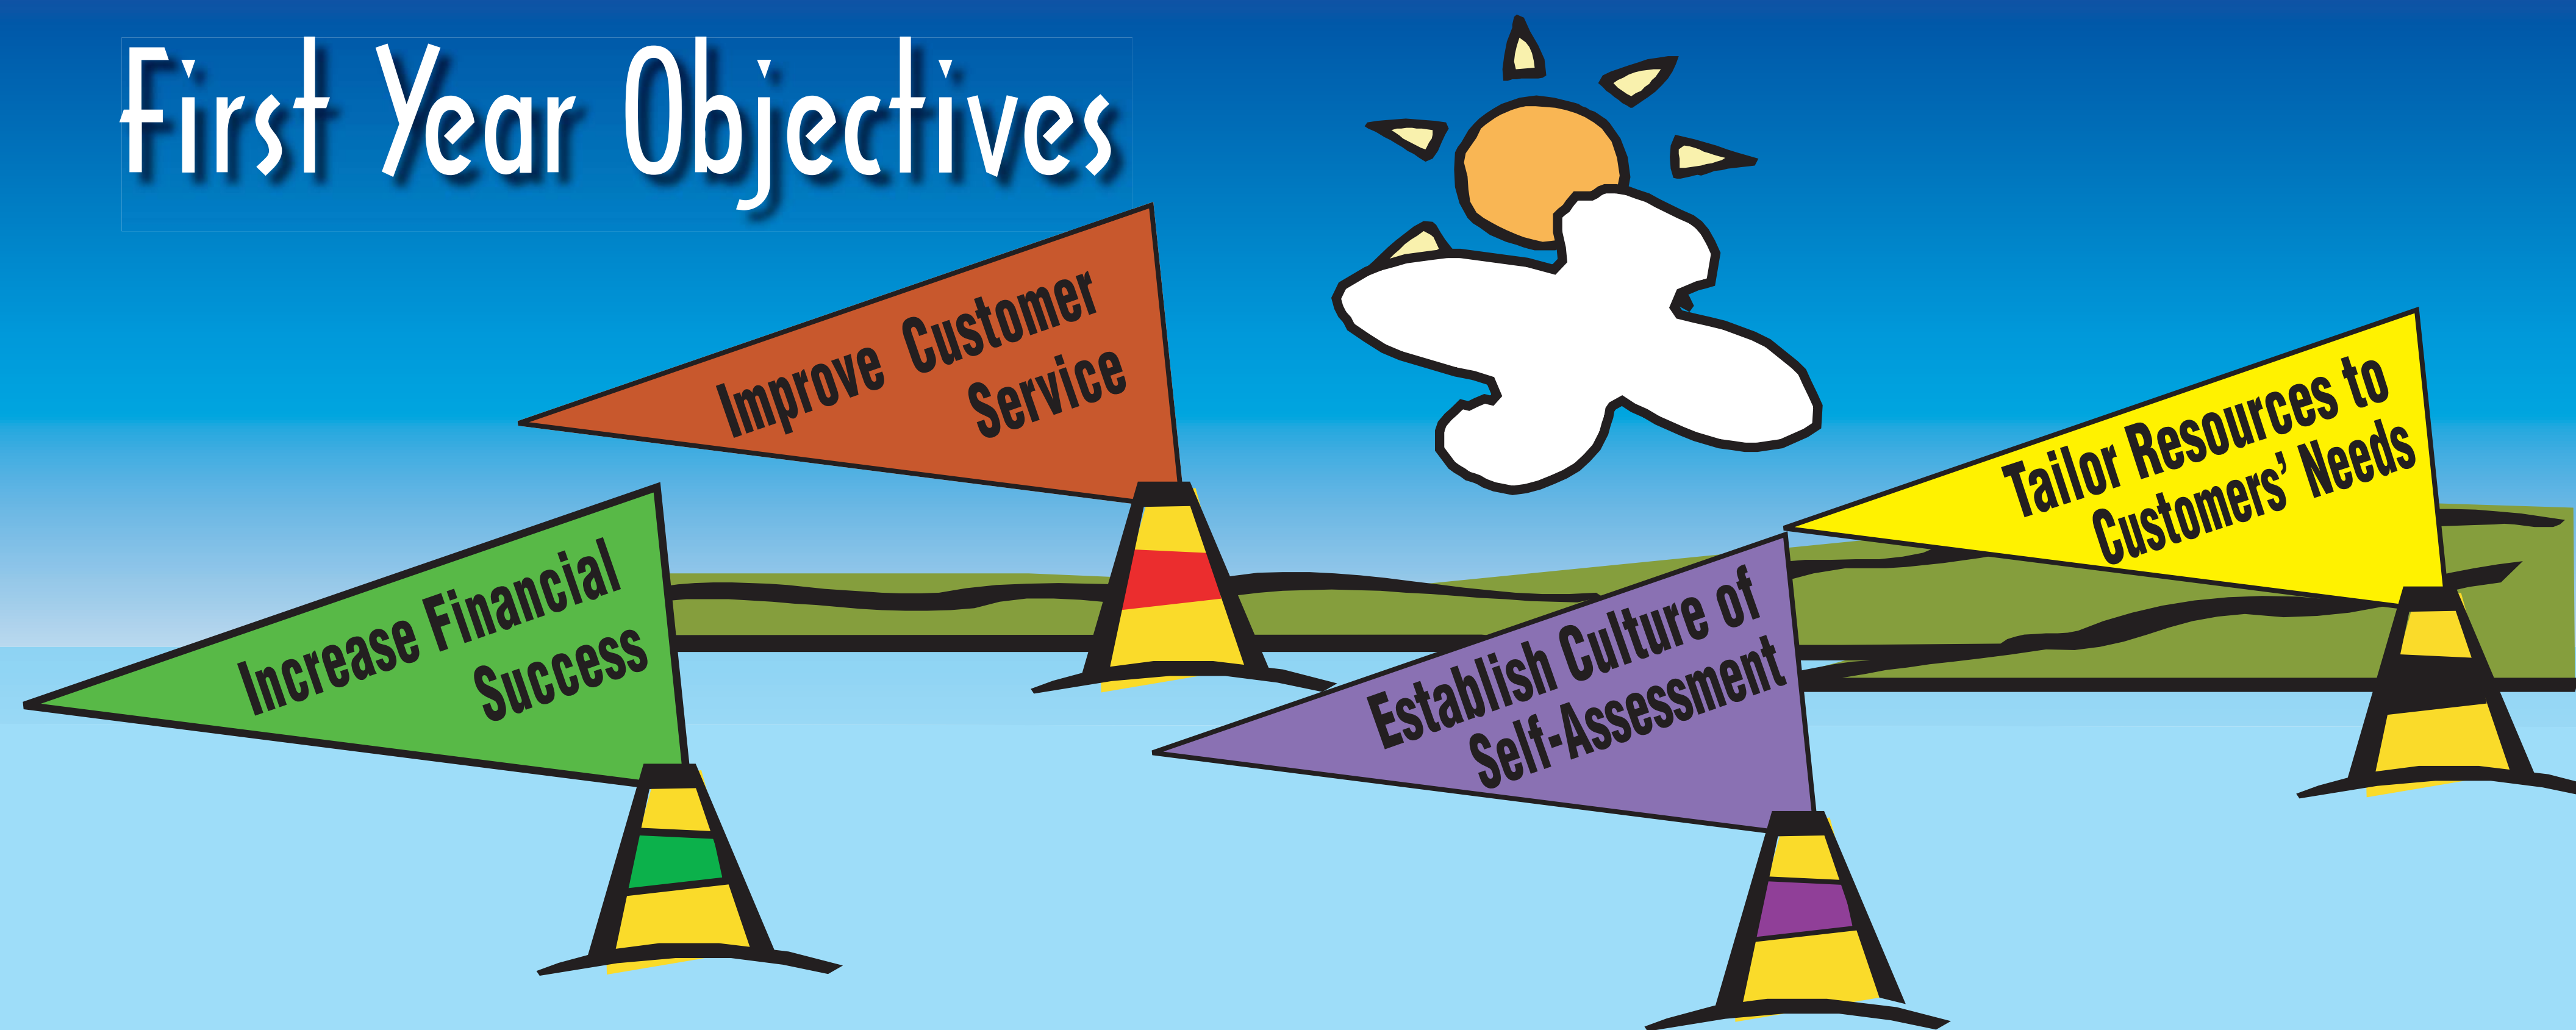 First Year Objectives
Improve Customer
Service
Increase Financial
Success
Establish Culture of
Self-Assessment
Tailor Resources to
Customers' Needs